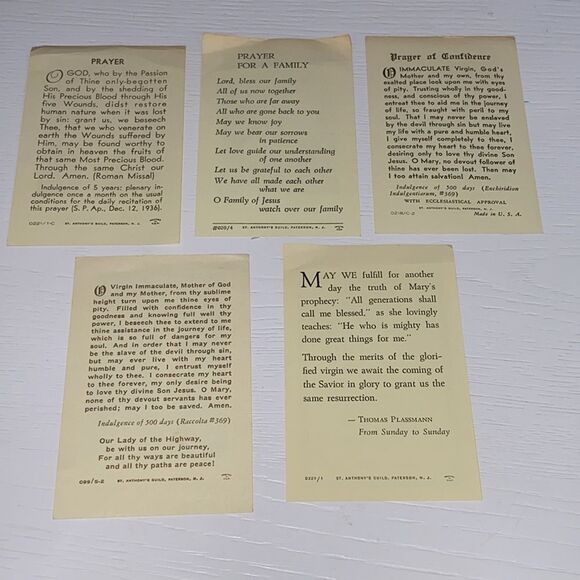 PRAYER
O GOD, who by the Passion
of Thine only-begotten
Son, and by the shedding of
His Precious Blood through His
five Wounds, didst restore
human nature when it was lost
by sin: grant us, we beseech
Thee, that we who venerate on
earth the Wounds suffered by
Him, may be found worthy to
obtain in heaven the fruits of
that same Most Precious Blood.
Through the same Christ our
Lord. Amen. (Roman Missal)
Indulgence of 5 years; plenary in-
dulgence once a month on the usual
conditions for the daily recitation of
this prayer (S. P. Ap., Dec. 12, 1936).
0221/1-C ST. ANTHONY'S GUILD, PATERSON, N. J.
PRAYER
FOR A FAMILY
Lord, bless our family
All of us now together
Those who are far away
All who are gone back to you
May we know joy
May we bear our sorrows
in patience
Let love guide our understanding
of one another
Let us be grateful to each other
We have all made each other
what we are
O Family of Jesus
watch over our family
@020/4 ST. ANTHONY'S GUILD, PATERSON, N. J.
Prayer of Confidence
O IMMACULATE Virgin, God's
Mother and my own, from thy
exalted place look upon me with eyes
of pity. Trusting wholly in thy good-
ness, and conscious of thy power, I
entreat thee to aid me in the journey
of life, so fraught with peril to my
soul. That I may never be enslaved
by the devil through sin but may live
my life with a pure and humble heart,
I give myself completely to thee, I
consecrate my heart to thee forever,
desiring only to love thy divine Son
Jesus. O Mary, no devout follower of
thine has ever been lost. Then may I
too attain salvation! Amen.
Indulgence of 500 days (Enchiridion
Indulgentiarum, #369)
WITH ECCLESIASTICAL APPROVAL
ST. ANTHONY'S GUILD, PATERSON, N. J.
Made in U. S. A.
O Virgin Immaculate, Mother of God
and my Mother, from thy sublime
height turn upon me thine eyes of
pity. Filled with confidence in thy
goodness and knowing full well thy
power, I beseech thee to extend to me
thine assistance in the journey of life,
which is so full of dangers for my
soul. And in order that I may never
be the slave of the devil through sin,
but may ever live with my heart
humble and pure, I entrust myself
wholly to thee. I consecrate my heart
to thee forever, my only desire being
to love thy divine Son Jesus. O Mary,
none of thy devout servants has ever
perished; may I too be saved. Amen.
Indulgence of 500 days (Raccolta #369)
Our Lady of the Highway,
be with us on our journey,
For all thy ways are beautiful
and all thy paths are peace!
099/S-2 ST. ANTHONY'S GUILD, PATERSON, N. J.
MAY WE fulfill for another
day the truth of Mary's
prophecy: "All generations shall
call me blessed," as she lovingly
teaches: "He who is mighty has
done great things for me."
Through the merits of the glori-
fied virgin we await the coming
of the Savior in glory to grant us the
same resurrection.
— THOMAS PLASSMANN
From Sunday to Sunday
0221/1 ST. ANTHONY'S GUILD, PATERSON, N. J.